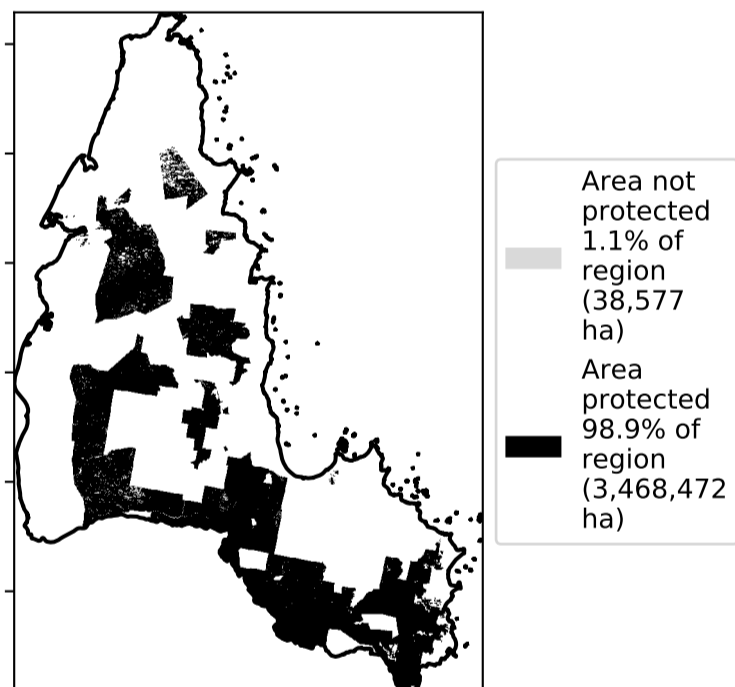 Area not
protected
1.1% of
region
(38,577
ha)
Area
protected
98.9% of
region
(3,468,472
ha)